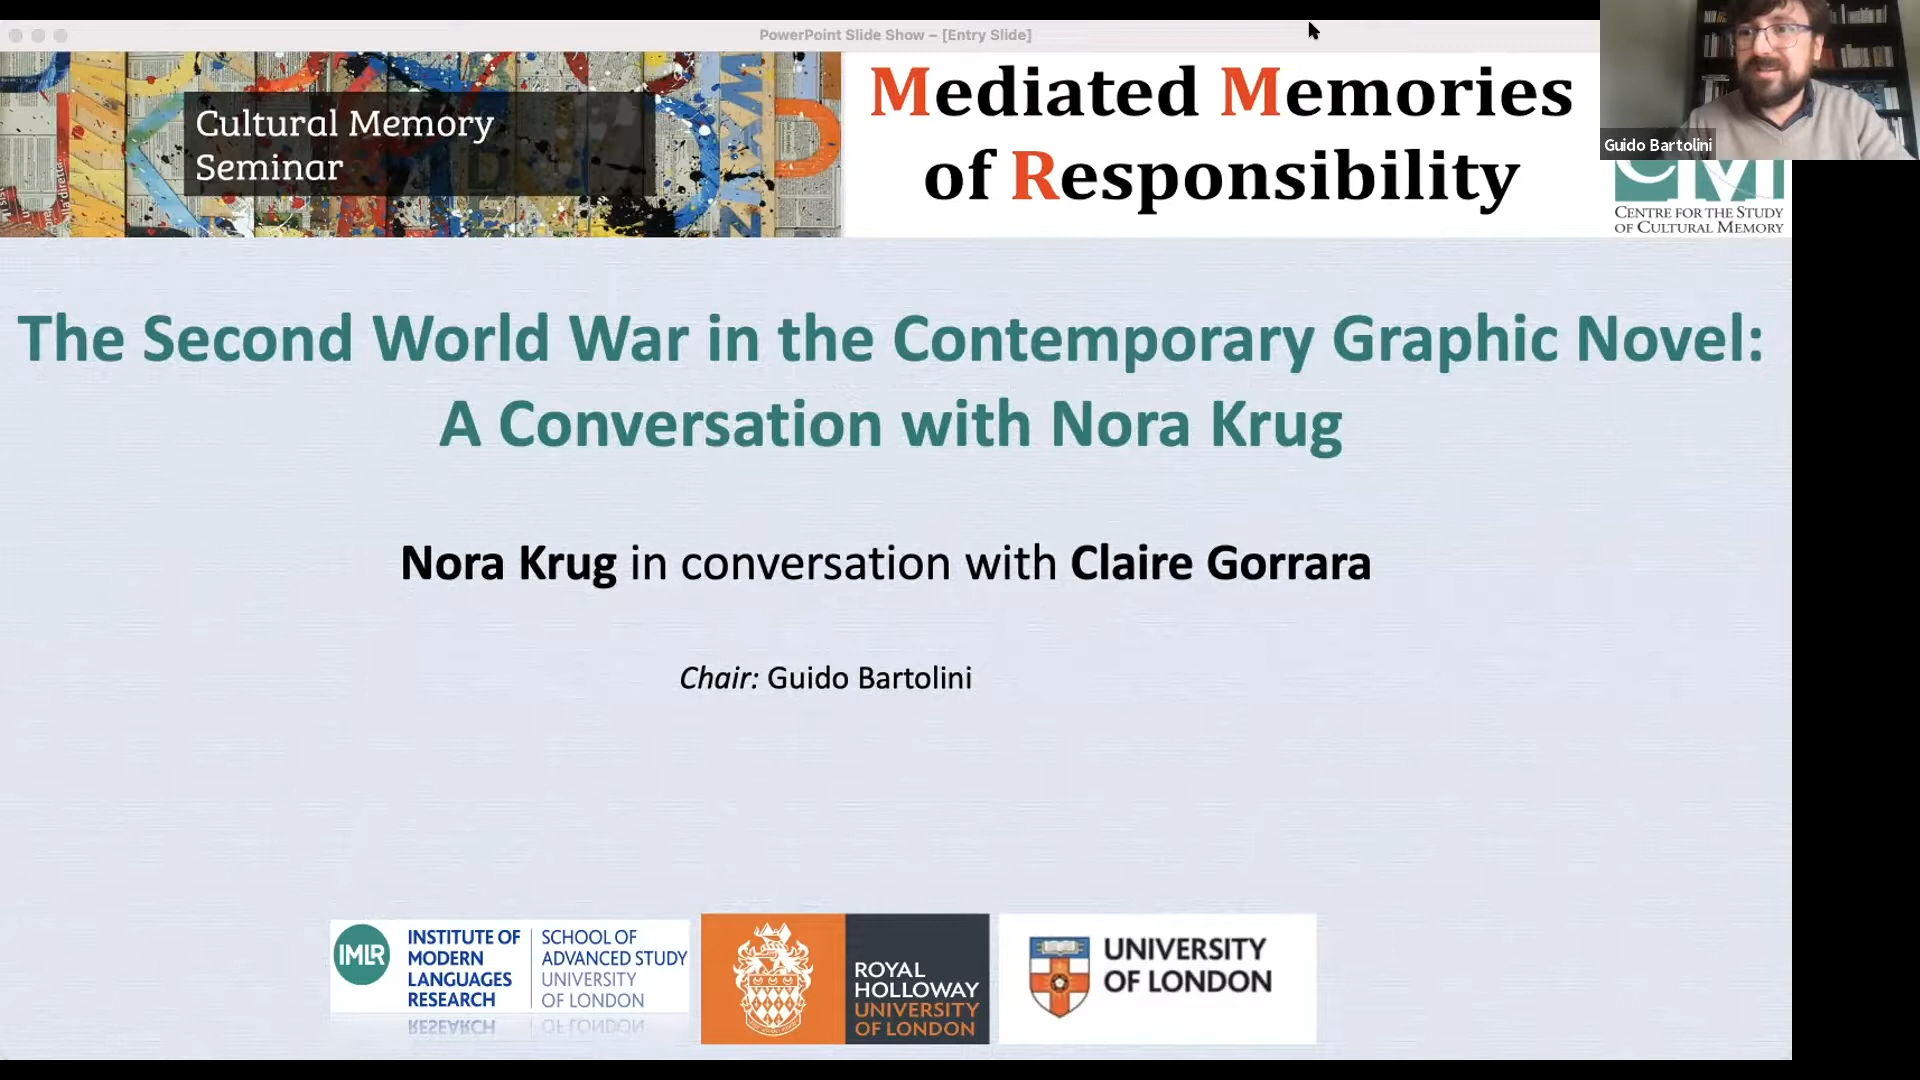 PowerPoint Slide Show – [Entry Slide]
Cultural Memory
Seminar
Mediated Memories
of Responsibility
Guido Bartolini
CENTRE FOR THE STUDY
OF CULTURAL MEMORY
The Second World War in the Contemporary Graphic Novel:
A Conversation with Nora Krug
Nora Krug in conversation with Claire Gorrara
Chair: Guido Bartolini
IMLR
INSTITUTE OF
MODERN
LANGUAGES
RESEARCH
SCHOOL OF
ADVANCED STUDY
UNIVERSITY
OF LONDON
ROYAL
HOLLOWAY
UNIVERSITY
OF LONDON
UNIVERSITY
OF LONDON